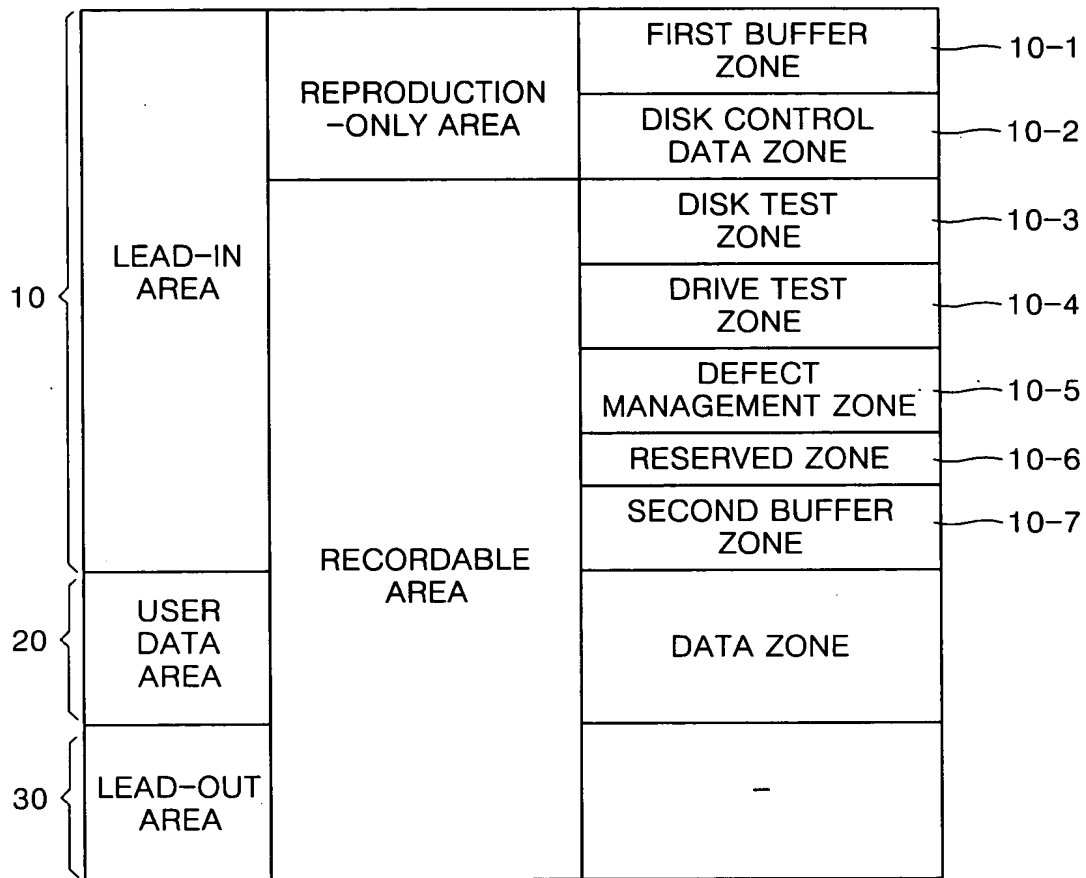 FIRST BUFFER
ZONE
10-1
REPRODUCTION
-ONLY AREA
DISK CONTROL
DATA ZONE
10-2
DISK TEST
ZONE
10-3
10
LEAD-IN
AREA
DRIVE TEST
ZONE
10-4
DEFECT
MANAGEMENT ZONE
10-5
RESERVED ZONE
10-6
SECOND BUFFER
ZONE
10-7
RECORDABLE
AREA
20
USER
DATA
AREA
DATA ZONE
30
LEAD-OUT
AREA
-